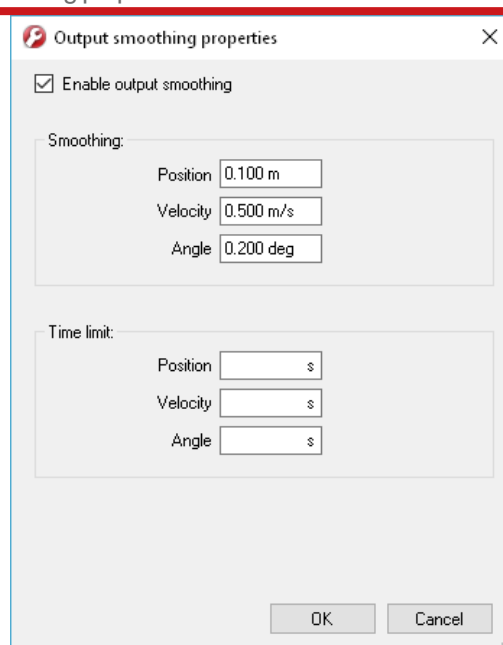 Output smoothing properties
Enable output smoothing
Smoothing:
Position 0.100 m
Velocity 0.500 m/s
Angle 0.200 deg
Time limit:
Position s
Velocity s
Angle s
OK Cancel